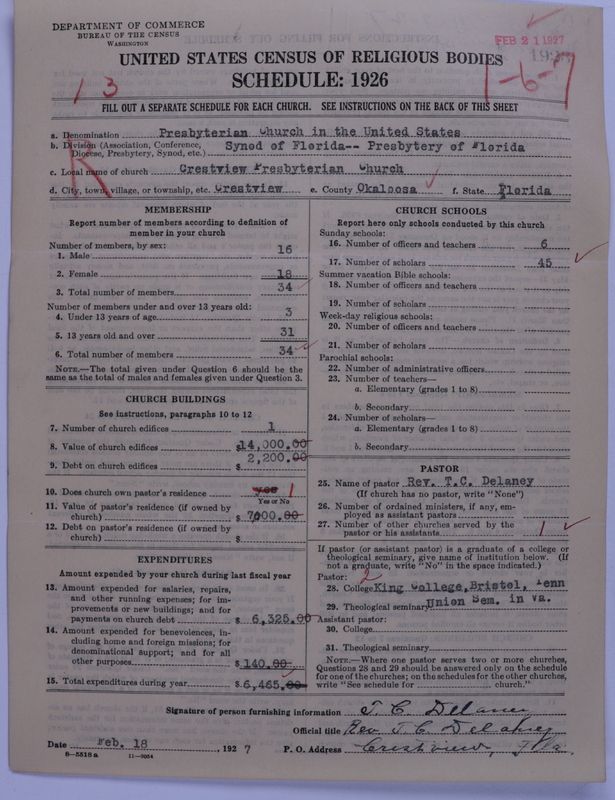 DEPARTMENT OF COMMERCE
BUREAU OF THE CENSUS
WASHINGTON
FEB 21 1927
1-6-7
UNITED STATES CENSUS OF RELIGIOUS BODIES
SCHEDULE: 1926
13
FILL OUT A SEPARATE SCHEDULE FOR EACH CHURCH. SEE INSTRUCTIONS ON THE BACK OF THIS SHEET
a. Denomination Presbyterian Church in the United States
b. Division (Association, Conference, Diocese, Presbytery, Synod, etc.) Synod of Florida-- Presbytery of Florida
c. Local name of church Crestview Presbyterian Church
d. City, town, village, or township, etc. Crestview e. County Okaloosa f. State Florida
MEMBERSHIP
Report number of members according to definition of
member in your church
Number of members, by sex:
1. Male 16
2. Female 18
3. Total number of members 34
Number of members under and over 13 years old:
4. Under 13 years of age 3
5. 13 years old and over 31
6. Total number of members 34
NOTE.—The total given under Question 6 should be
same as the total of males and females given under Question 3.
CHURCH BUILDINGS
See instructions, paragraphs 10 to 12
7. Number of church edifices 1
8. Value of church edifices $14,000.00
9. Debt on church edifices $ 2,200.00
10. Does church own pastor's residence yes 1
Yes or No
11. Value of pastor's residence (if owned by
church) $ 7000.00
12. Debt on pastor's residence (if owned by
church) $
EXPENDITURES
Amount expended by your church during last fiscal year
13. Amount expended for salaries, repairs,
and other running expenses; for im-
provements or new buildings; and for
payments on church debt $ 6,325.00
14. Amount expended for benevolences, in-
cluding home and foreign missions; for
denominational support; and for all
other purposes $ 140.00
15. Total expenditures during year $ 6,465.00
CHURCH SCHOOLS
Report here only schools conducted by this church
Sunday schools:
16. Number of officers and teachers 6
17. Number of scholars 45
Summer vacation Bible schools:
18. Number of officers and teachers
19. Number of scholars
Week-day religious schools:
20. Number of officers and teachers
21. Number of scholars
Parochial schools:
22. Number of administrative officers
23. Number of teachers—
a. Elementary (grades 1 to 8)
b. Secondary
24. Number of scholars—
a. Elementary (grades 1 to 8)
b. Secondary
PASTOR
25. Name of pastor Rev. T.C. Delaney
(If church has no pastor, write "None")
26. Number of ordained ministers, if any, em-
ployed as assistant pastors
27. Number of other churches served by the
pastor or his assistants 1
If pastor (or assistant pastor) is a graduate of a college or
theological seminary, give name of institution below. (If
not a graduate, write "No" in the space indicated.)
Pastor: 2
28. College King College, Bristol, Tenn
29. Theological seminary Union Sem. in Va.
Assistant pastor:
30. College
31. Theological seminary
NOTE.—Where one pastor serves two or more churches,
Questions 28 and 29 should be answered only on the schedule
for one of the churches; on the schedules for the other churches,
write "See schedule for church."
Signature of person furnishing information T. C. Delaney
Official title Rev T C Delaney
Date Feb. 18, 1927 P. O. Address Crestview, Fla.
8-5518a 11-9054